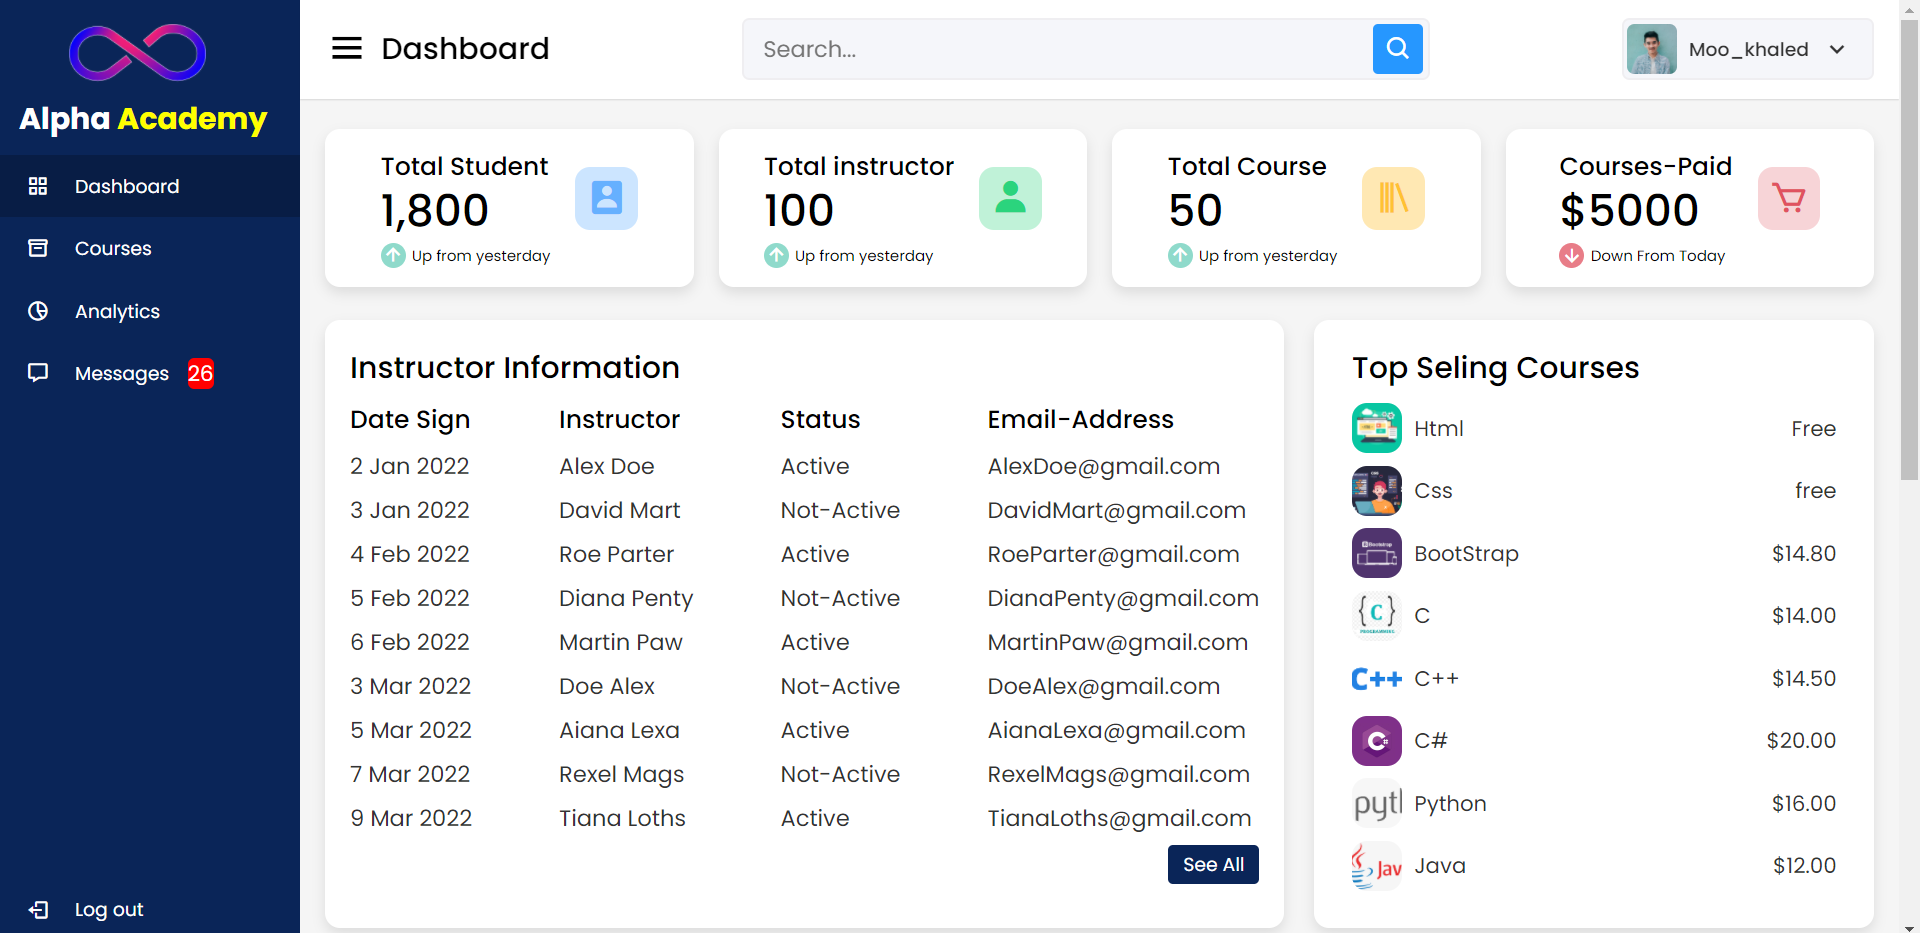 Alpha Academy
Dashboard
Courses
Analytics
Messages 26
Log out
Dashboard
Search...
Moo_khaled
Total Student
1,800
Up from yesterday
Total instructor
100
Up from yesterday
Total Course
50
Up from yesterday
Courses-Paid
$5000
Down From Today
Instructor Information
Date Sign Instructor Status Email-Address
2 Jan 2022 Alex Doe Active AlexDoe@gmail.com
3 Jan 2022 David Mart Not-Active DavidMart@gmail.com
4 Feb 2022 Roe Parter Active RoeParter@gmail.com
5 Feb 2022 Diana Penty Not-Active DianaPenty@gmail.com
6 Feb 2022 Martin Paw Active MartinPaw@gmail.com
3 Mar 2022 Doe Alex Not-Active DoeAlex@gmail.com
5 Mar 2022 Aiana Lexa Active AianaLexa@gmail.com
7 Mar 2022 Rexel Mags Not-Active RexelMags@gmail.com
9 Mar 2022 Tiana Loths Active TianaLoths@gmail.com
See All
Top Seling Courses
Html Free
Css free
Bootstrap
BootStrap $14.80
{C}
PROGRAMMING
C $14.00
C++ C++ $14.50
C# C# $20.00
pyt Python $16.00
Jav Java $12.00